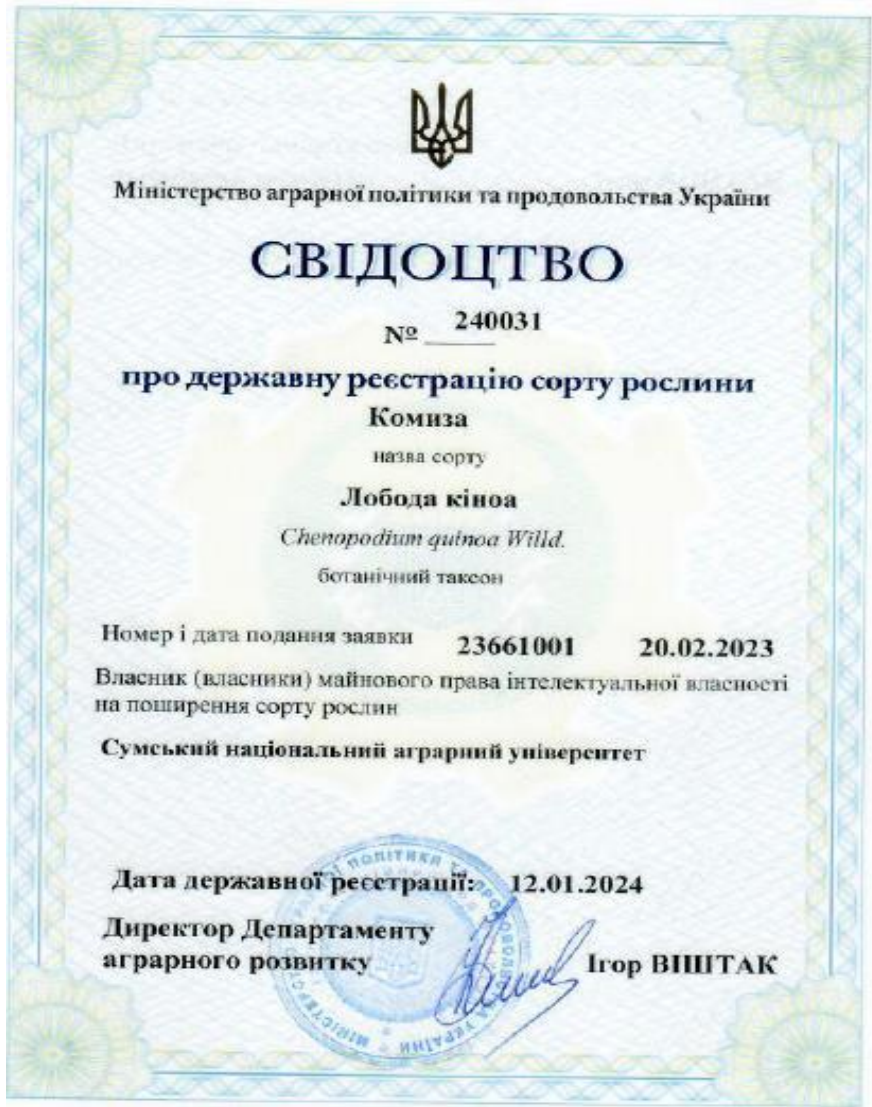 Міністерство аграрної політики та продовольства України
СВІДОЦТВО
№ 240031
про державну реєстрацію сорту рослини
Комиза
назва сорту
Лобода кіноа
Chenopodium quinoa Willd.
ботанічний таксон
Номер і дата подання заявки 23661001 20.02.2023
Власник (власники) майнового права інтелектуальної власності
на поширення сорту рослин
Сумський національний аграрний університет
Дата державної реєстрації: 12.01.2024
Директор Департаменту
аграрного розвитку Ігор ВІШТАК